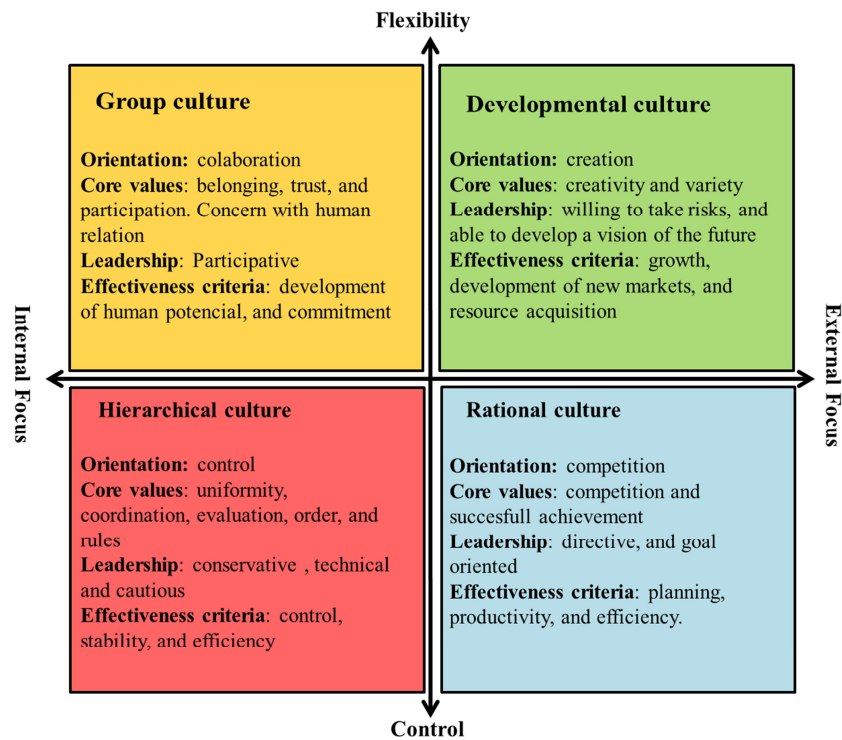 Flexibility
Group culture
Orientation: colaboration
Core values: belonging, trust, and
participation. Concern with human
relation
Leadership: Participative
Effectiveness criteria: development
of human potencial, and commitment
Developmental culture
Orientation: creation
Core values: creativity and variety
Leadership: willing to take risks, and
able to develop a vision of the future
Effectiveness criteria: growth,
development of new markets, and
resource acquisition
Internal Focus
External Focus
Hierarchical culture
Orientation: control
Core values: uniformity,
coordination, evaluation, order, and
rules
Leadership: conservative , technical
and cautious
Effectiveness criteria: control,
stability, and efficiency
Rational culture
Orientation: competition
Core values: competition and
succesfull achievement
Leadership: directive, and goal
oriented
Effectiveness criteria: planning,
productivity, and efficiency.
Control